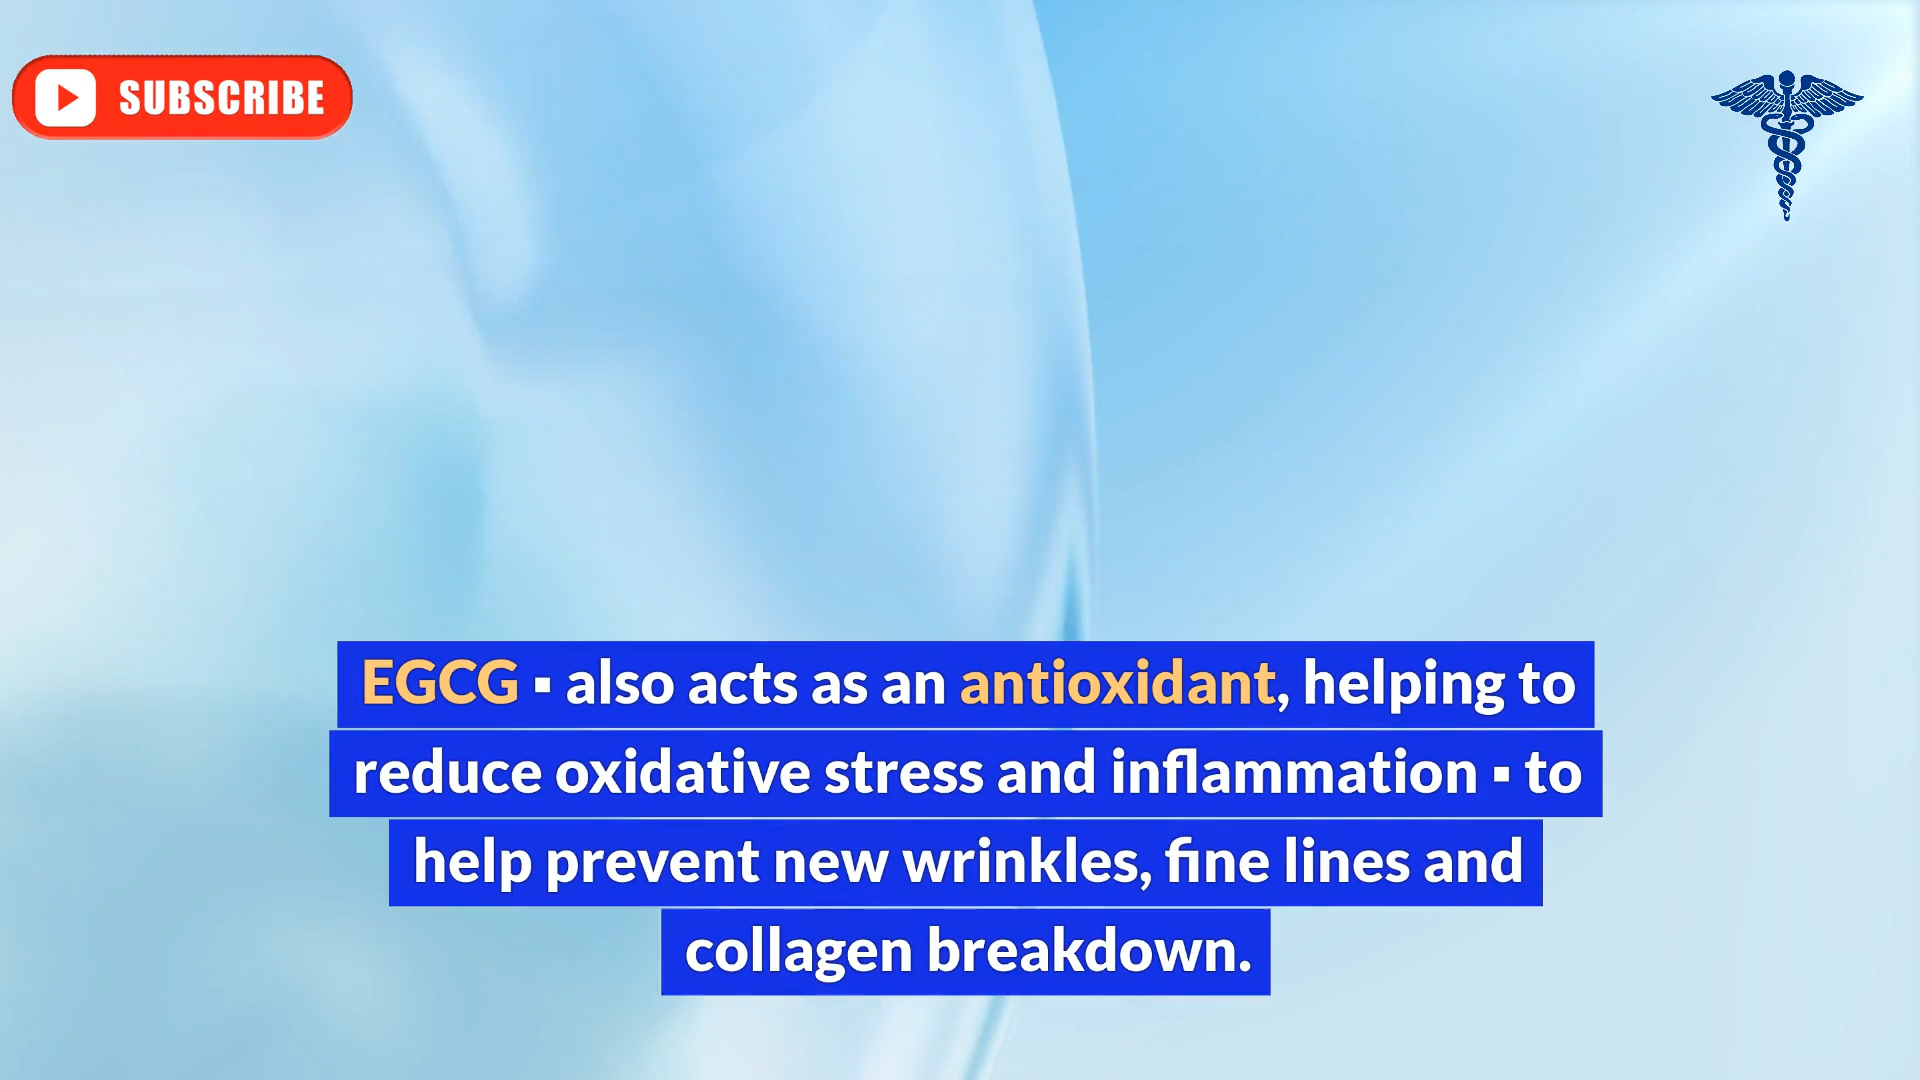 SUBSCRIBE
EGCG ▪ also acts as an antioxidant, helping to
reduce oxidative stress and inflammation ▪ to
help prevent new wrinkles, fine lines and
collagen breakdown.